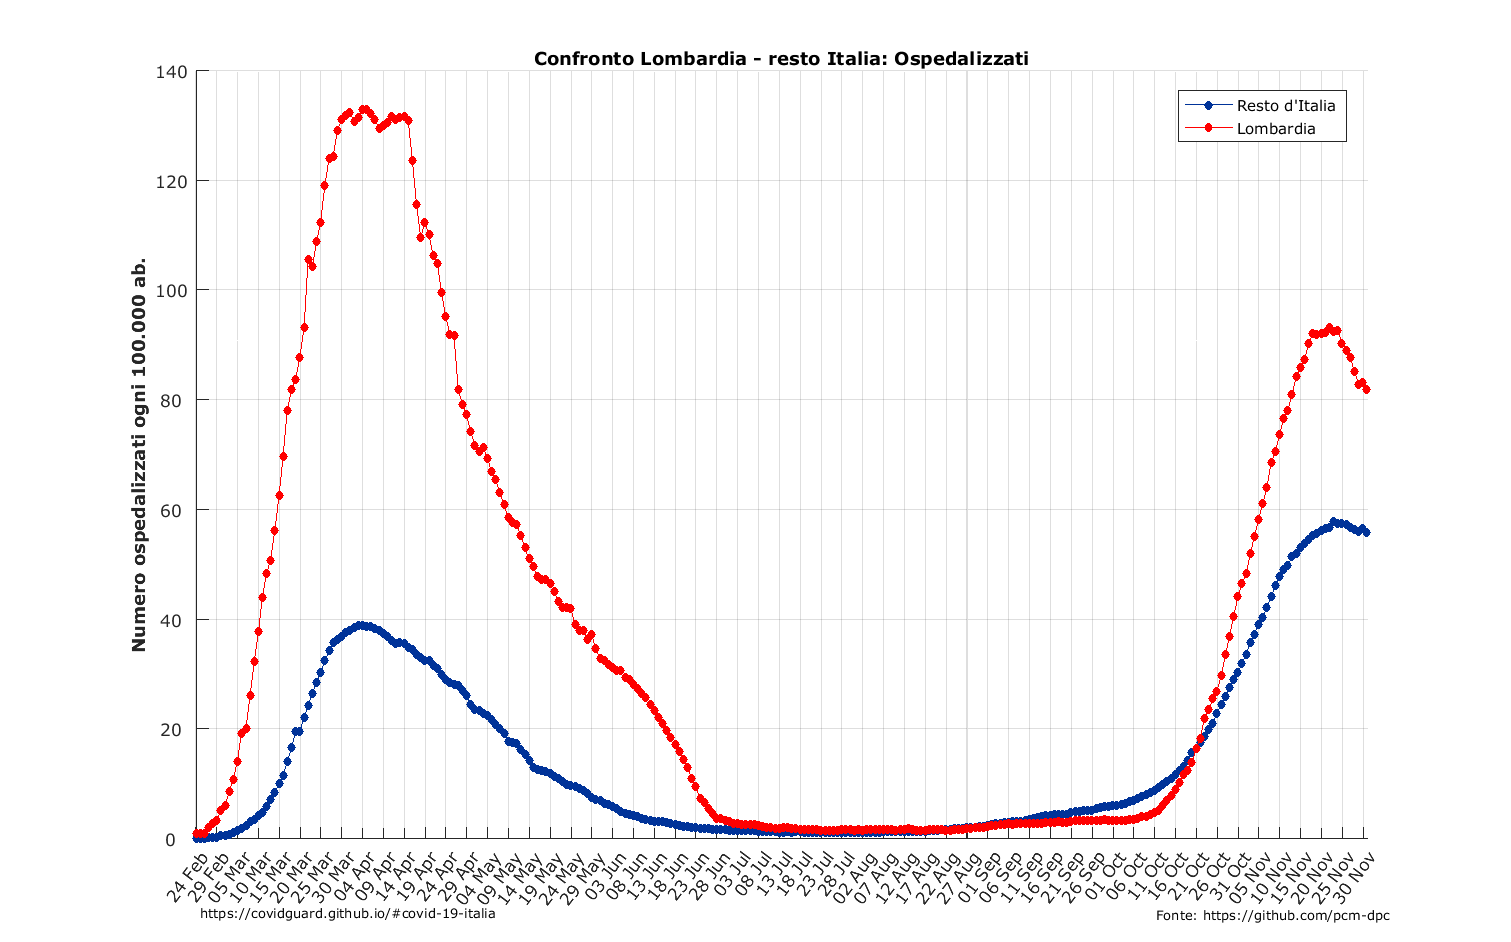 Confronto Lombardia - resto Italia: Ospedalizzati
Numero ospedalizzati ogni 100.000 ab.
140
120
100
80
60
40
20
0
Resto d'Italia
Lombardia
24 Feb
29 Feb
05 Mar
10 Mar
15 Mar
20 Mar
25 Mar
30 Mar
04 Apr
09 Apr
14 Apr
19 Apr
24 Apr
29 Apr
04 May
09 May
14 May
19 May
24 May
29 May
03 Jun
08 Jun
13 Jun
18 Jun
23 Jun
28 Jun
03 Jul
08 Jul
13 Jul
18 Jul
23 Jul
28 Jul
02 Aug
07 Aug
12 Aug
17 Aug
22 Aug
27 Aug
01 Sep
06 Sep
11 Sep
16 Sep
21 Sep
26 Sep
01 Oct
06 Oct
11 Oct
16 Oct
21 Oct
26 Oct
31 Oct
05 Nov
10 Nov
15 Nov
20 Nov
25 Nov
30 Nov
https://covidguard.github.io/#covid-19-italia
Fonte: https://github.com/pcm-dpc